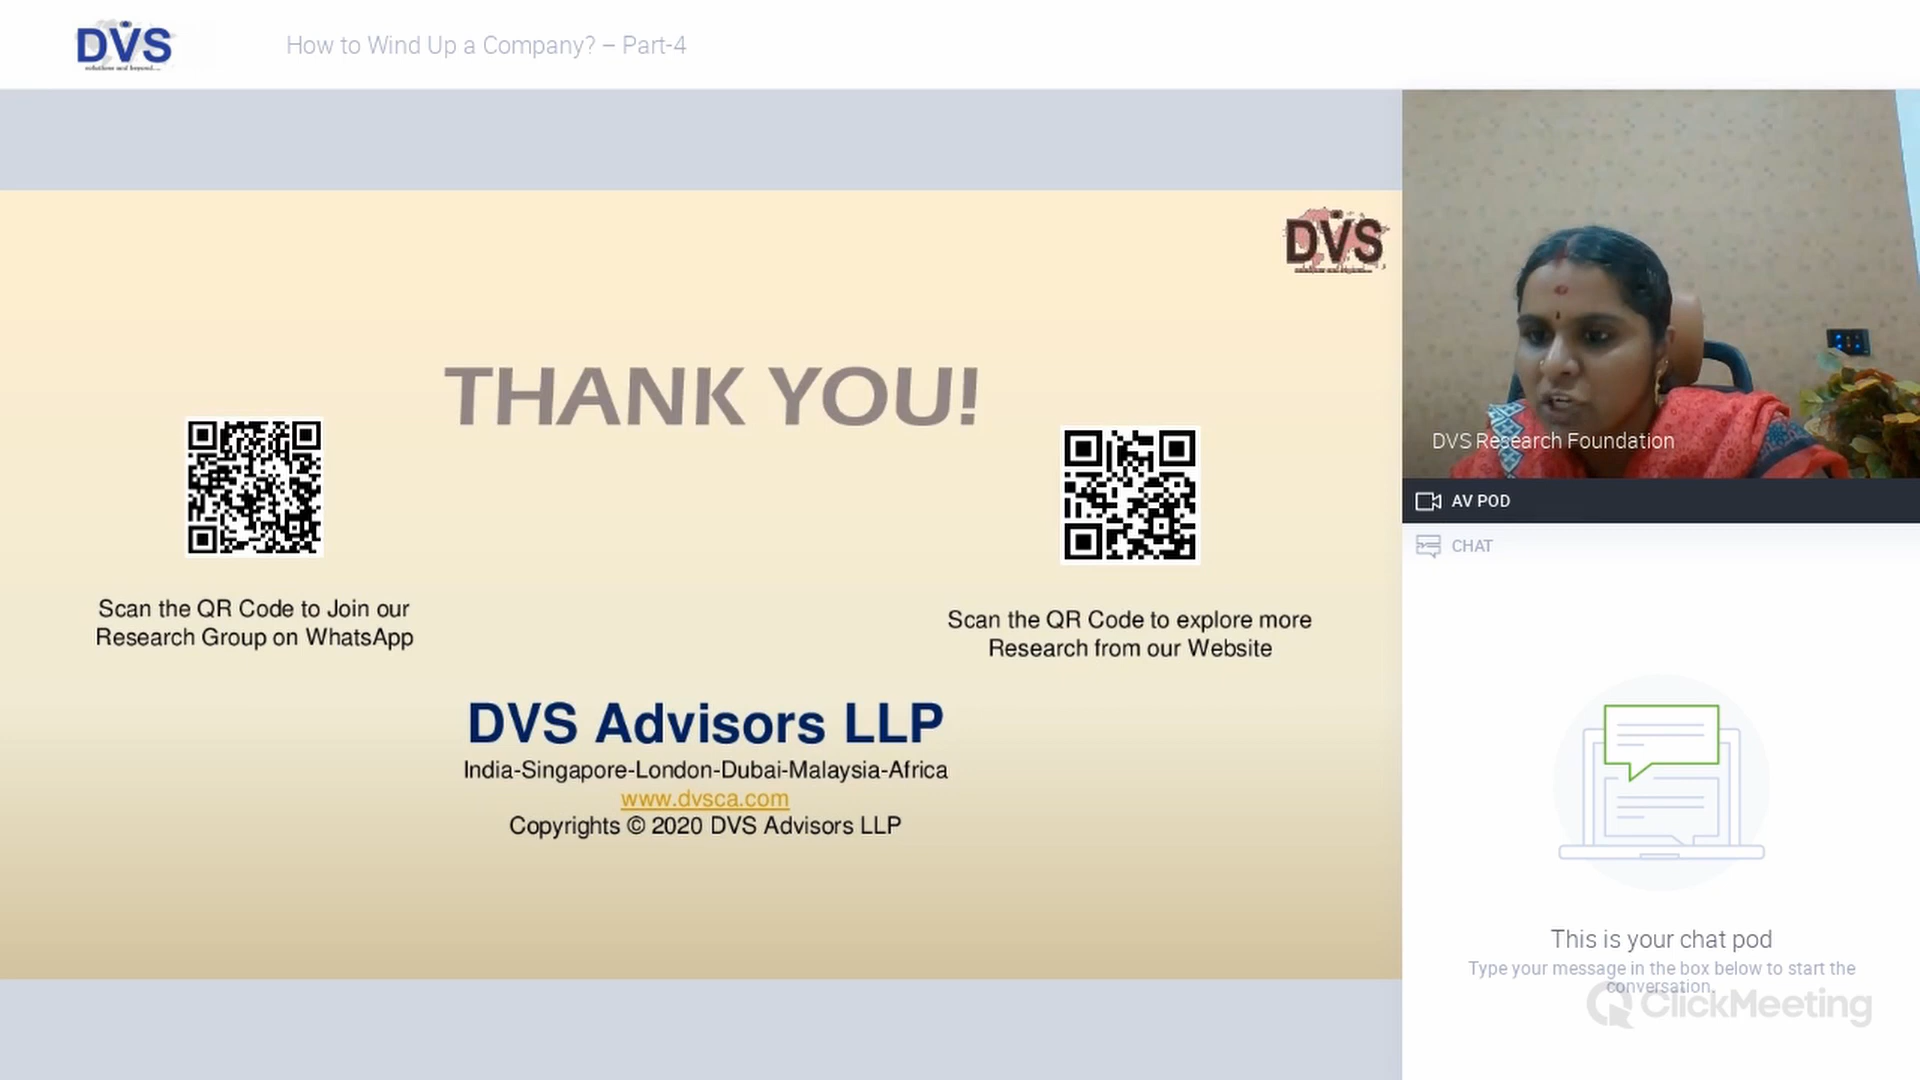 DVS
solutions and beyond...
How to Wind Up a Company? – Part-4
DVS
THANK YOU!
Scan the QR Code to Join our
Research Group on WhatsApp
Scan the QR Code to explore more
Research from our Website
DVS Advisors LLP
India-Singapore-London-Dubai-Malaysia-Africa
www.dvsca.com
Copyrights © 2020 DVS Advisors LLP
DVS Research Foundation
AV POD
CHAT
This is your chat pod
Type your message in the box below to start the
conversation.
ClickMeeting